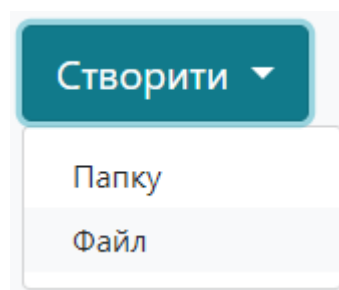 Створити
Папку
Файл